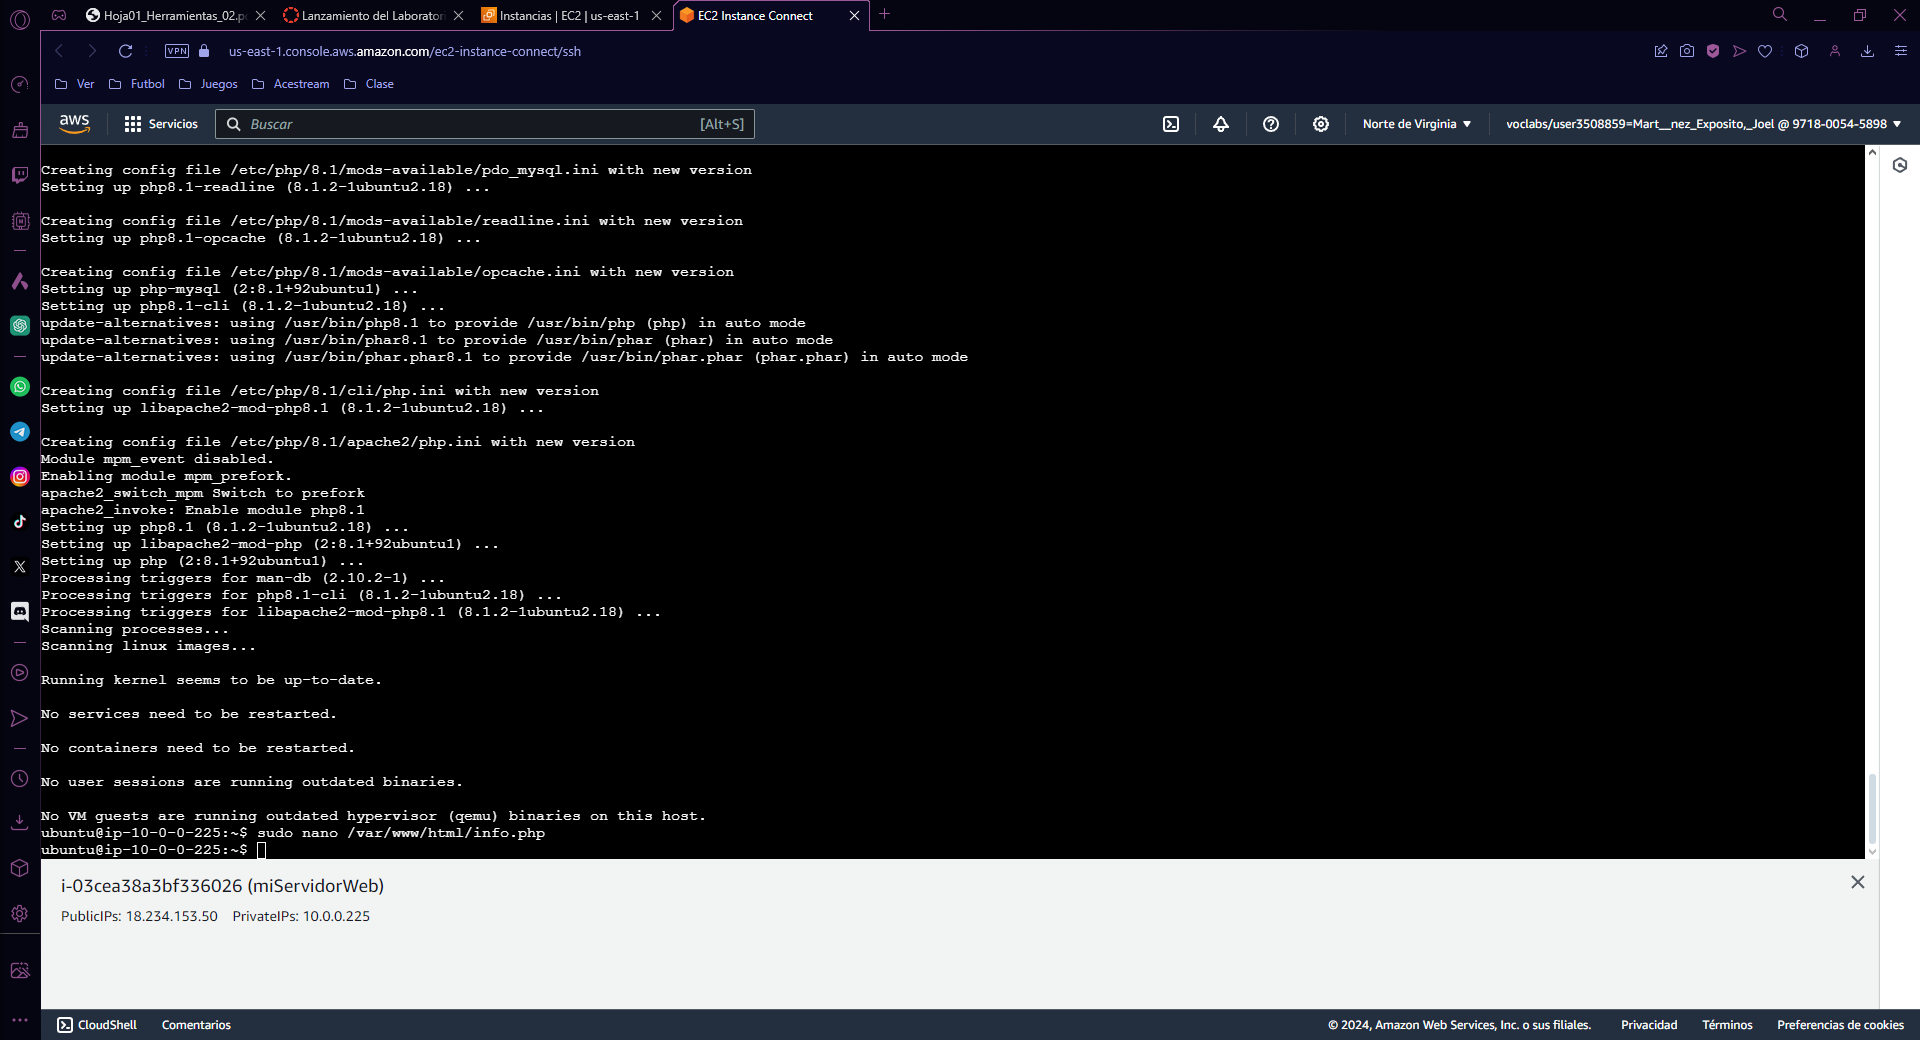 Hoja01_Herramientas_02.p
Lanzamiento del Laborator
Instancias | EC2 | us-east-1
EC2 Instance Connect
VPN
us-east-1.console.aws.amazon.com/ec2-instance-connect/ssh
Ver
Futbol
Juegos
Acestream
Clase
aws
Servicios
Buscar
[Alt+S]
Norte de Virginia
voclabs/user3508859=Mart__nez_Exposito,_Joel @ 9718-0054-5898
Creating config file /etc/php/8.1/mods-available/pdo_mysql.ini with new version
Setting up php8.1-readline (8.1.2-1ubuntu2.18) ...
Creating config file /etc/php/8.1/mods-available/readline.ini with new version
Setting up php8.1-opcache (8.1.2-1ubuntu2.18) ...
Creating config file /etc/php/8.1/mods-available/opcache.ini with new version
Setting up php-mysql (2:8.1+92ubuntu1) ...
Setting up php8.1-cli (8.1.2-1ubuntu2.18) ...
update-alternatives: using /usr/bin/php8.1 to provide /usr/bin/php (php) in auto mode
update-alternatives: using /usr/bin/phar8.1 to provide /usr/bin/phar (phar) in auto mode
update-alternatives: using /usr/bin/phar.phar8.1 to provide /usr/bin/phar.phar (phar.phar) in auto mode
Creating config file /etc/php/8.1/cli/php.ini with new version
Setting up libapache2-mod-php8.1 (8.1.2-1ubuntu2.18) ...
Creating config file /etc/php/8.1/apache2/php.ini with new version
Module mpm_event disabled.
Enabling module mpm_prefork.
apache2_switch_mpm Switch to prefork
apache2_invoke: Enable module php8.1
Setting up php8.1 (8.1.2-1ubuntu2.18) ...
Setting up libapache2-mod-php (2:8.1+92ubuntu1) ...
Setting up php (2:8.1+92ubuntu1) ...
Processing triggers for man-db (2.10.2-1) ...
Processing triggers for php8.1-cli (8.1.2-1ubuntu2.18) ...
Processing triggers for libapache2-mod-php8.1 (8.1.2-1ubuntu2.18) ...
Scanning processes...
Scanning linux images...
Running kernel seems to be up-to-date.
No services need to be restarted.
No containers need to be restarted.
No user sessions are running outdated binaries.
No VM guests are running outdated hypervisor (qemu) binaries on this host.
ubuntu@ip-10-0-0-225:~$ sudo nano /var/www/html/info.php
ubuntu@ip-10-0-0-225:~$
i-03cea38a3bf336026 (miServidorWeb)
PublicIPs: 18.234.153.50 PrivateIPs: 10.0.0.225
CloudShell
Comentarios
© 2024, Amazon Web Services, Inc. o sus filiales.
Privacidad
Términos
Preferencias de cookies